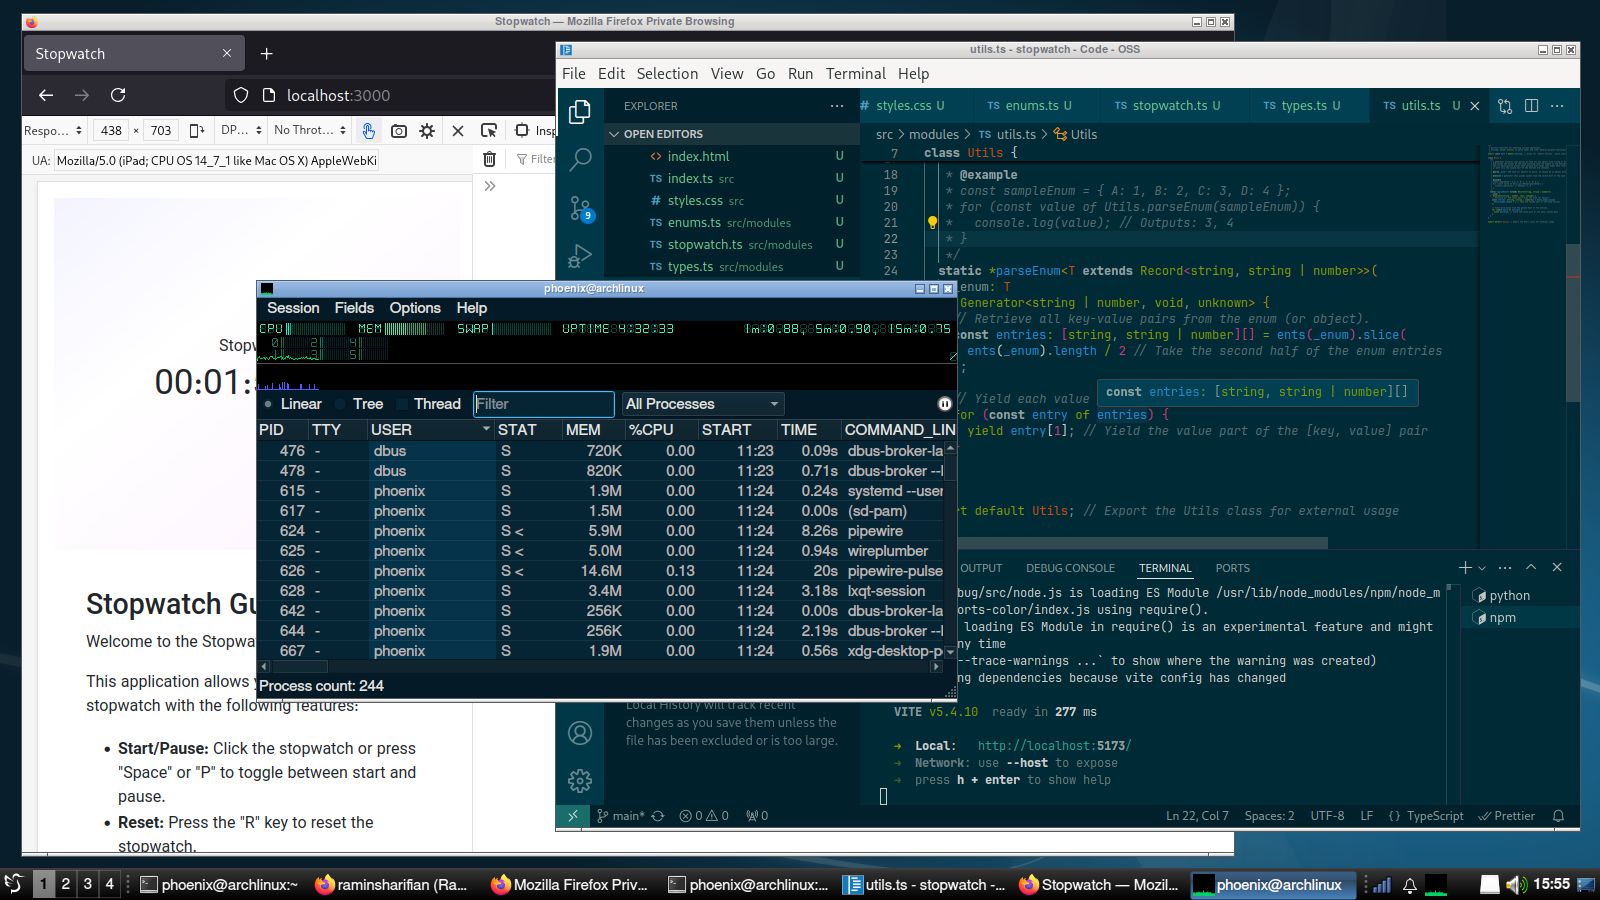 Stopwatch — Mozilla Firefox Private Browsing
Stopwatch
localhost:3000
Respo...
438 × 703
DP...
No Throt...
Insp
UA:
Mozilla/5.0 (iPad; CPU OS 14_7_1 like Mac OS X) AppleWebKi
Filter
00:01:
Stopwatch Gu
Welcome to the Stopwa
This application allows
stopwatch with the following features:
• Start/Pause: Click the stopwatch or press
"Space" or "P" to toggle between start and
pause.
• Reset: Press the "R" key to reset the
stopwatch.
utils.ts - stopwatch - Code - OSS
File Edit Selection View Go Run Terminal Help
EXPLORER
# styles.css U
TS enums.ts U
TS stopwatch.ts U
TS types.ts U
TS utils.ts U
OPEN EDITORS
<> index.html U
TS index.ts src U
# styles.css src U
TS enums.ts src/modules U
TS stopwatch.ts src/modules U
TS types.ts src/modules U
9
src > modules > TS utils.ts > Utils
7 class Utils {
18 * @example
19 * const sampleEnum = { A: 1, B: 2, C: 3, D: 4 };
20 * for (const value of Utils.parseEnum(sampleEnum)) {
21 * console.log(value); // Outputs: 3, 4
22 * }
23 */
24 static *parseEnum<T extends Record<string, string | number>>(
enum: T
Generator<string | number, void, unknown> {
// Retrieve all key-value pairs from the enum (or object).
const entries: [string, string | number][] = ents(_enum).slice(
ents(_enum).length / 2 // Take the second half of the enum entries
;
const entries: [string, string | number][]
// Yield each value
for (const entry of entries) {
yield entry[1]; // Yield the value part of the [key, value] pair
t default Utils; // Export the Utils class for external usage
OUTPUT DEBUG CONSOLE TERMINAL PORTS
bug/src/node.js is loading ES Module /usr/lib/node_modules/npm/node_m
orts-color/index.js using require().
loading ES Module in require() is an experimental feature and might
ny time
--trace-warnings ...` to show where the warning was created)
ng dependencies because vite config has changed
VITE v5.4.10 ready in 277 ms
➜ Local: http://localhost:5173/
➜ Network: use --host to expose
➜ press h + enter to show help
python
npm
Local History will track recent
changes as you save them unless the
file has been excluded or is too large.
main* 0 0 0
Ln 22, Col 7 Spaces: 2 UTF-8 LF {} TypeScript Prettier
phoenix@archlinux
Session Fields Options Help
CPU MEM SWAP UPTIME 4:32:33 1m:0.88, 5m:0.90, 15m:0.75
0 2 4
1 3 5
Linear Tree Thread Filter All Processes
PID TTY USER STAT MEM %CPU START TIME COMMAND_LIN
476 - dbus S 720K 0.00 11:23 0.09s dbus-broker-la
478 - dbus S 820K 0.00 11:23 0.71s dbus-broker --l
615 - phoenix S 1.9M 0.00 11:24 0.24s systemd --user
617 - phoenix S 1.5M 0.00 11:24 0.00s (sd-pam)
624 - phoenix S < 5.9M 0.00 11:24 8.26s pipewire
625 - phoenix S < 5.0M 0.00 11:24 0.94s wireplumber
626 - phoenix S < 14.6M 0.13 11:24 20s pipewire-pulse
628 - phoenix S 3.4M 0.00 11:24 3.18s lxqt-session
642 - phoenix S 256K 0.00 11:24 0.00s dbus-broker-la
644 - phoenix S 256K 0.00 11:24 2.19s dbus-broker --l
667 - phoenix S 1.9M 0.00 11:24 0.56s xdg-desktop-p
Process count: 244
1 2 3 4
phoenix@archlinux:~
raminsharifian (Ra...
Mozilla Firefox Priv...
phoenix@archlinux:...
utils.ts - stopwatch -...
Stopwatch — Mozil...
phoenix@archlinux
15:55